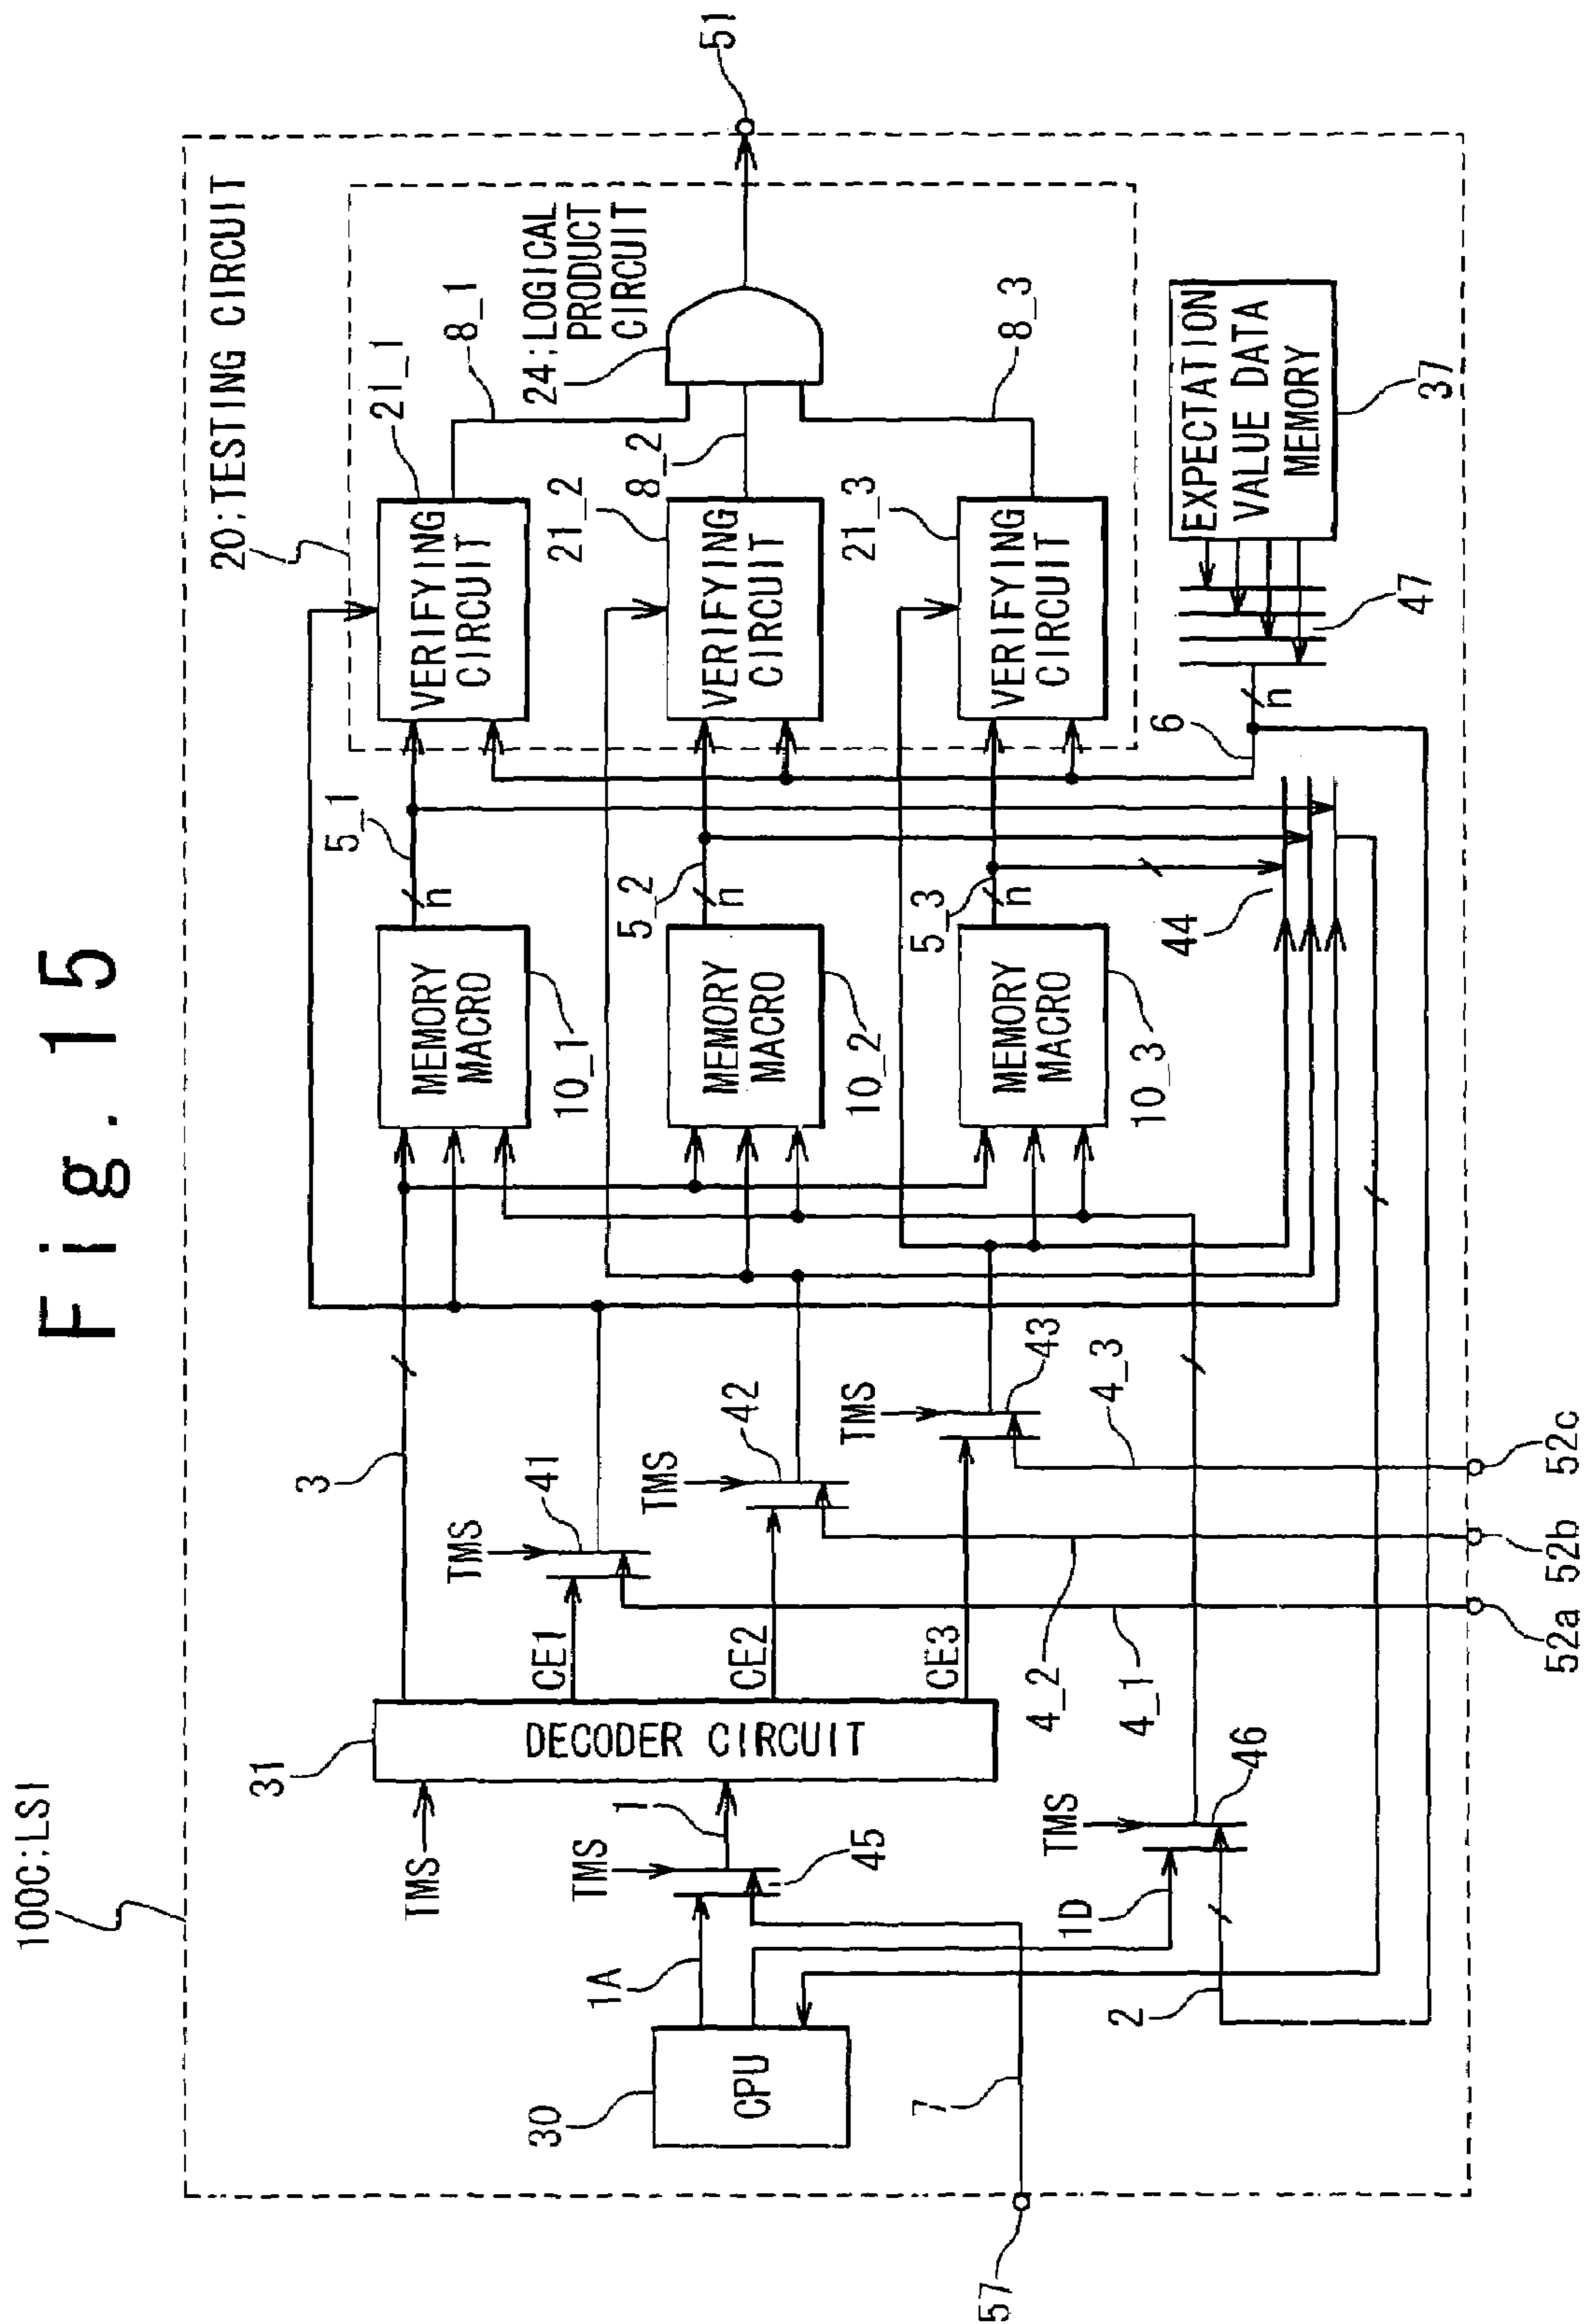 Fig. 15
100C:LSI
20:TESTING CIRCUIT
51
21_1
8_1
24:LOGICAL
PRODUCT
CIRCUIT
VERIFYING
CIRCUIT
21_2
8_2
VERIFYING
CIRCUIT
21_3
8_3
VERIFYING
CIRCUIT
EXPECTATION
VALUE DATA
MEMORY
37
47
n
6
5_1
n
5_2
n
5_3
n
44
MEMORY
MACRO
10_1
MEMORY
MACRO
10_2
MEMORY
MACRO
10_3
3
TMS
41
TMS
42
TMS
43
4_3
CE1
CE2
CE3
4_2
4_1
52a
52b
52c
31
DECODER CIRCUIT
TMS
1
TMS
45
TMS
46
1A
1D
2
30
CPU
7
57